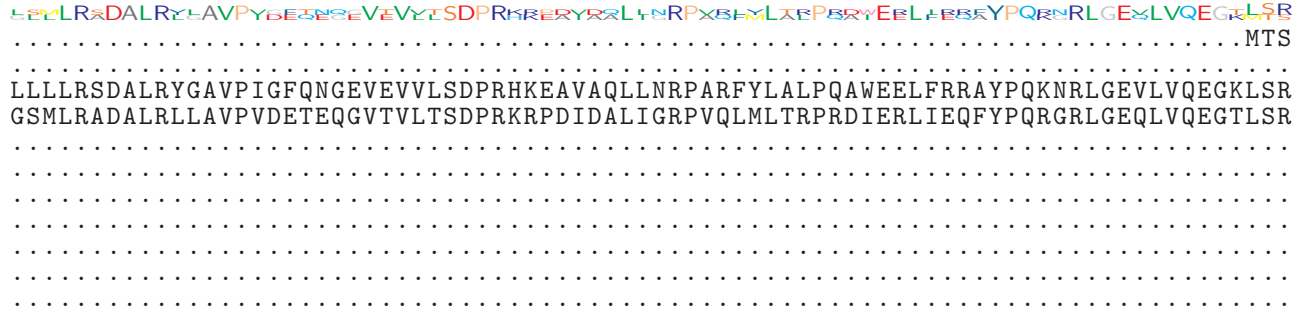 . . . . . . . . . . . . . . . . . . . . . . . . . . . . . . . . . . . . . . . . . . . . . . . . . . . . . . . . . . . . . . . . . . . . . . . . . . . . . . . . . . . . . . . . . . .MTS
. . . . . . . . . . . . . . . . . . . . . . . . . . . . . . . . . . . . . . . . . . . . . . . . . . . . . . . . . . . . . . . . . . . . . . . . . . . . . . . . . . . . . . . . . . . . . .
LLLLRSDALRYGAVPIGFQNGEVEVVLSDPRHKEAVAQLLNRPARFYLALPQAWEELFRRAYPQKNRLGEVLVQEGKLSR
GSMLRADALRLLAVPVDETEQGVTVLTSDPRKRPDIDALIGRPVQLMLTRPRDIERLIEQFYPQRGRLGEQLVQEGTLSR